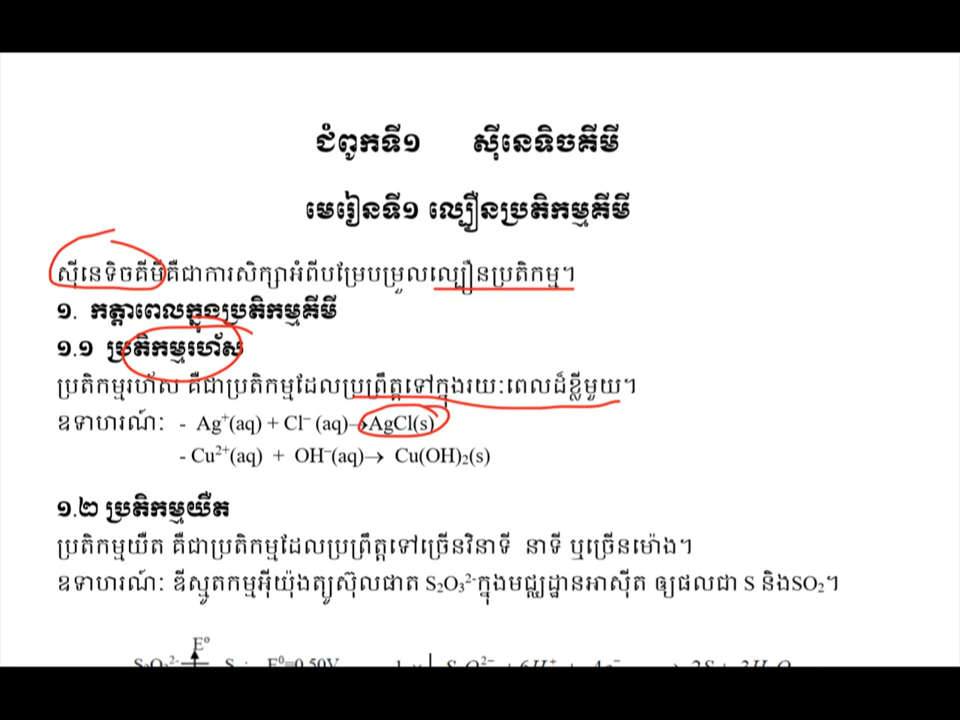 ជំពូកទី១ ស៊ីនេទិចគីមី
មេរៀនទី១ ល្បឿនប្រតិកម្មគីមី
ស៊ីនេទិចគីមីគឺជាការសិក្សាអំពីបម្រែបម្រួលល្បឿនប្រតិកម្ម។
១. កត្តាពេលក្នុងប្រតិកម្មគីមី
១.១ ប្រតិកម្មរហ័ស
ប្រតិកម្មរហ័ស គឺជាប្រតិកម្មដែលប្រព្រឹត្តទៅក្នុងរយៈពេលដ៏ខ្លីមួយ។
ឧទាហរណ៍: - Ag⁺(aq) + Cl⁻ (aq)→AgCl(s)
- Cu²⁺(aq) + OH⁻(aq)→ Cu(OH)₂(s)
១.២ ប្រតិកម្មយឺត
ប្រតិកម្មយឺត គឺជាប្រតិកម្មដែលប្រព្រឹត្តទៅច្រើនវិនាទី នាទី ឬច្រើនម៉ោង។
ឧទាហរណ៍: ឌីស្មូតកម្មអ៊ីយ៉ុងត្យូស៊ុលផាត S₂O₃²⁻ក្នុងមជ្ឈដ្ឋានអាស៊ីត ឲ្យផលជា S និងSO₂។
E⁰